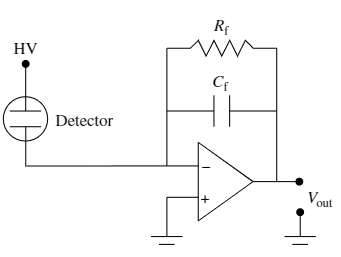 R_f
HV
C_f
Detector
−
+
V_out